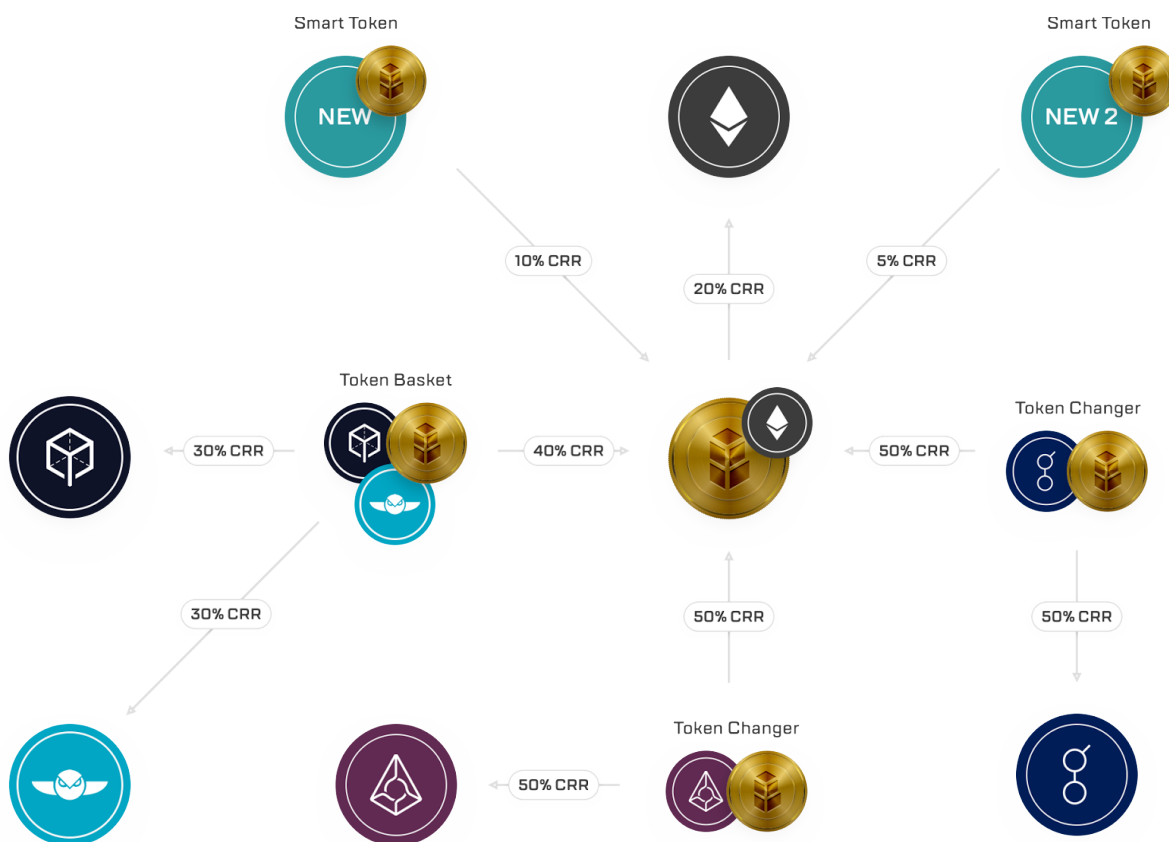 Smart Token
Smart Token
NEW
NEW 2
10% CRR
5% CRR
20% CRR
Token Basket
Token Changer
30% CRR
40% CRR
50% CRR
30% CRR
50% CRR
50% CRR
Token Changer
50% CRR